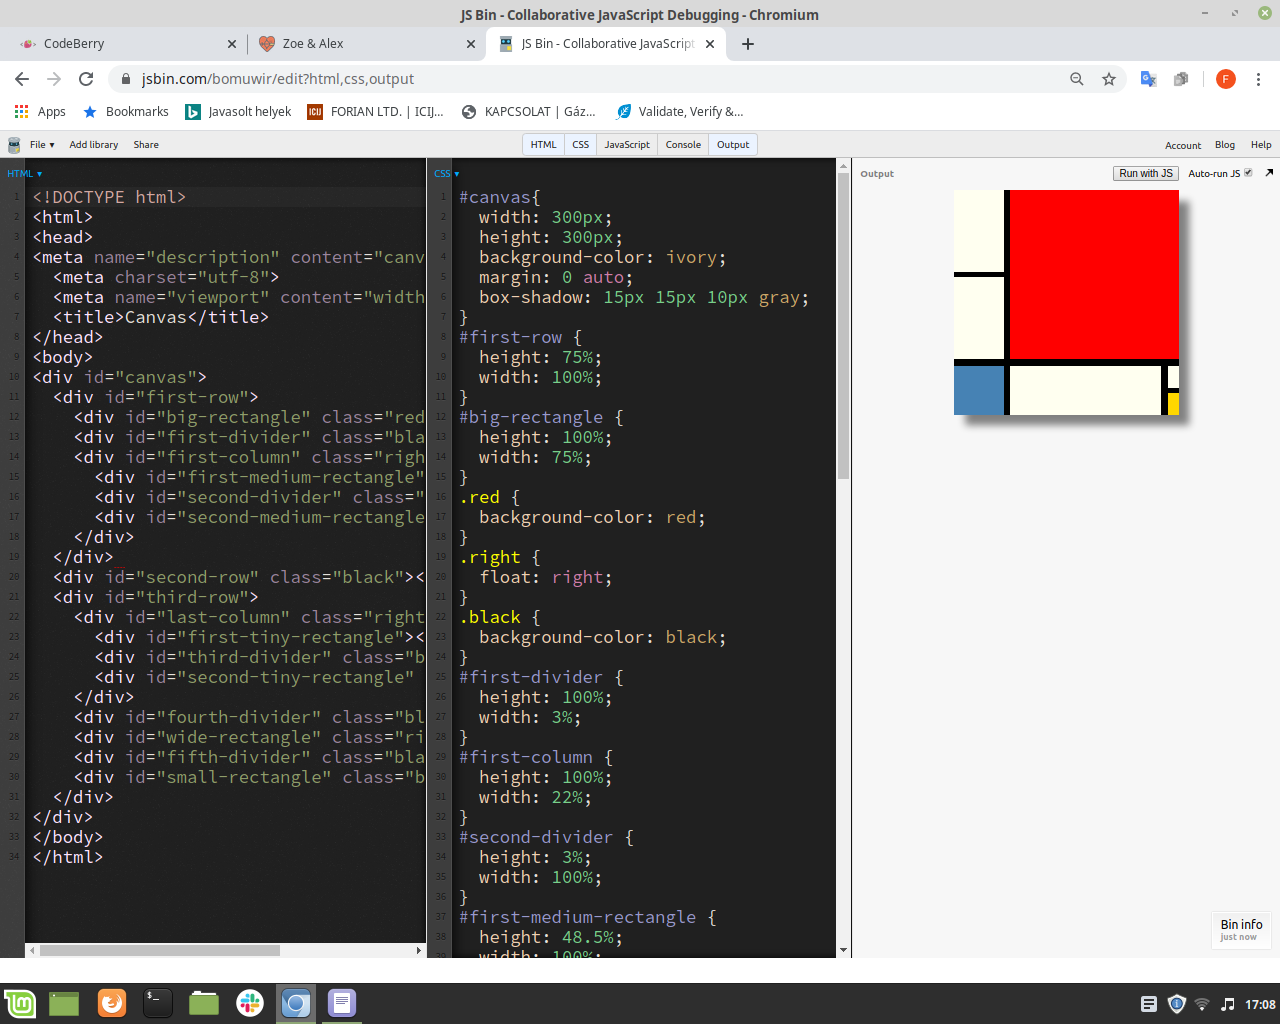 JS Bin - Collaborative JavaScript Debugging - Chromium
CodeBerry
Zoe & Alex
JS Bin - Collaborative JavaScript
jsbin.com/bomuwir/edit?html,css,output
F
Apps
Bookmarks
Javasolt helyek
ICIJ
FORIAN LTD. | ICIJ...
KAPCSOLAT | Gáz...
Validate, Verify &...
File
Add library
Share
HTML
CSS
JavaScript
Console
Output
Account
Blog
Help
HTML
1 <!DOCTYPE html>
2 <html>
3 <head>
4 <meta name="description" content="canv
5 <meta charset="utf-8">
6 <meta name="viewport" content="width
7 <title>Canvas</title>
8 </head>
9 <body>
10 <div id="canvas">
11 <div id="first-row">
12 <div id="big-rectangle" class="red
13 <div id="first-divider" class="bla
14 <div id="first-column" class="righ
15 <div id="first-medium-rectangle"
16 <div id="second-divider" class="
17 <div id="second-medium-rectangle
18 </div>
19 </div>
20 <div id="second-row" class="black"><
21 <div id="third-row">
22 <div id="last-column" class="right
23 <div id="first-tiny-rectangle"><
24 <div id="third-divider" class="b
25 <div id="second-tiny-rectangle"
26 </div>
27 <div id="fourth-divider" class="bl
28 <div id="wide-rectangle" class="ri
29 <div id="fifth-divider" class="bla
30 <div id="small-rectangle" class="b
31 </div>
32 </div>
33 </body>
34 </html>
CSS
1 #canvas{
2 width: 300px;
3 height: 300px;
4 background-color: ivory;
5 margin: 0 auto;
6 box-shadow: 15px 15px 10px gray;
7 }
8 #first-row {
9 height: 75%;
10 width: 100%;
11 }
12 #big-rectangle {
13 height: 100%;
14 width: 75%;
15 }
16 .red {
17 background-color: red;
18 }
19 .right {
20 float: right;
21 }
22 .black {
23 background-color: black;
24 }
25 #first-divider {
26 height: 100%;
27 width: 3%;
28 }
29 #first-column {
30 height: 100%;
31 width: 22%;
32 }
33 #second-divider {
34 height: 3%;
35 width: 100%;
36 }
37 #first-medium-rectangle {
38 height: 48.5%;
39 width: 100%;
Output
Run with JS
Auto-run JS
Bin info
just now
$_
17:08